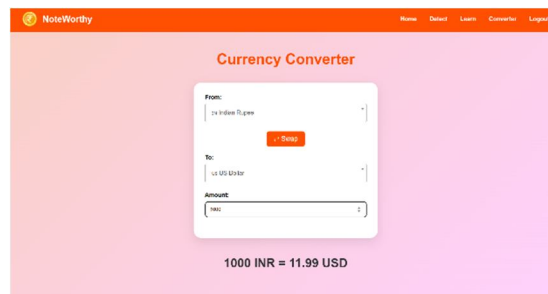 NoteWorthy
Home Detect Learn Converter Logout
Currency Converter
From:
Indian Rupee
Swap
To:
US Dollar
Amount:
1000
1000 INR = 11.99 USD